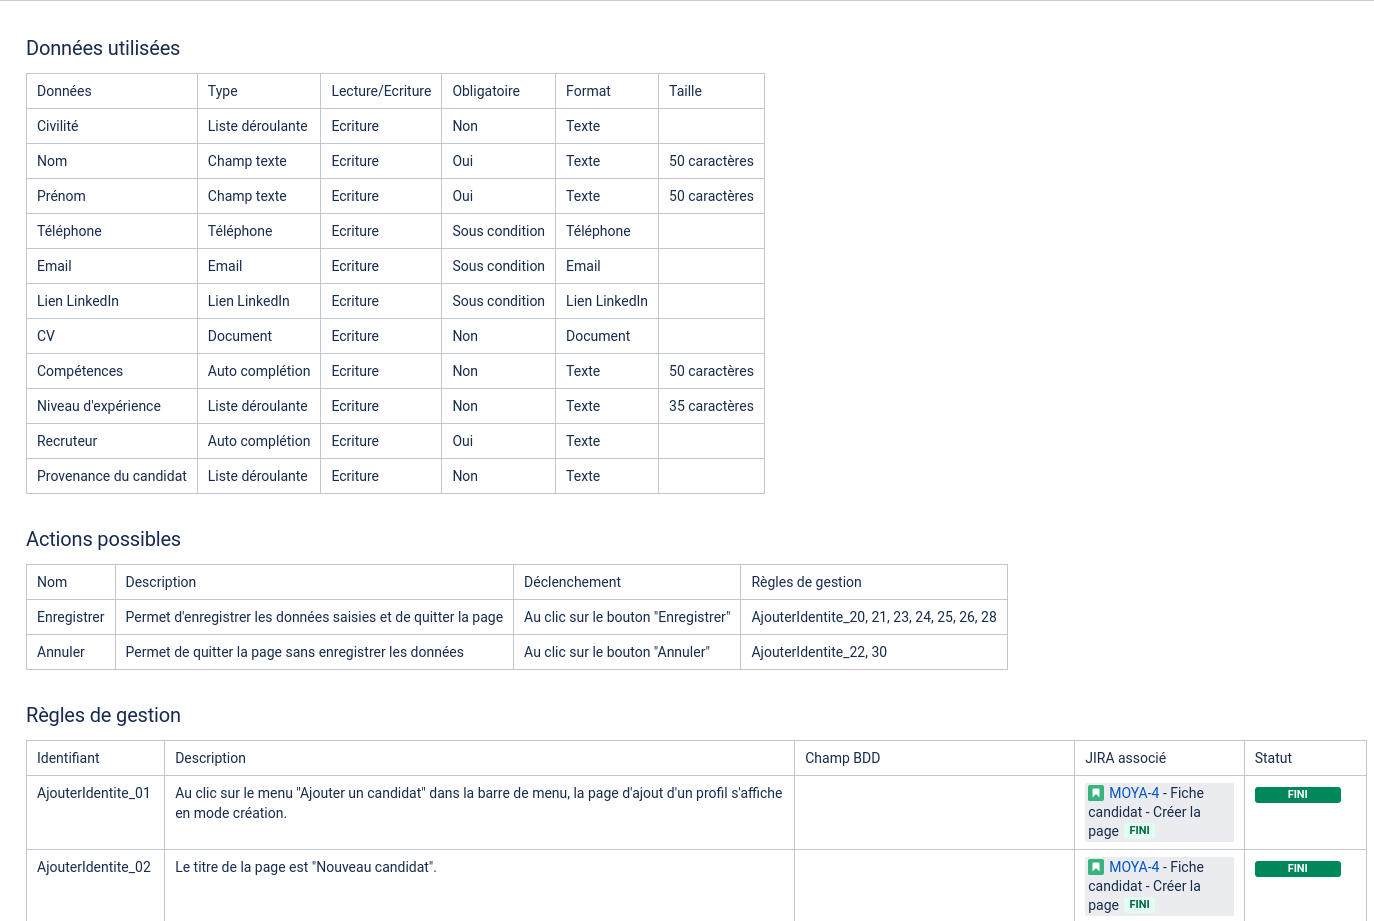 Données utilisées
Données Type Lecture/Ecriture Obligatoire Format Taille
Civilité Liste déroulante Ecriture Non Texte
Nom Champ texte Ecriture Oui Texte 50 caractères
Prénom Champ texte Ecriture Oui Texte 50 caractères
Téléphone Téléphone Ecriture Sous condition Téléphone
Email Email Ecriture Sous condition Email
Lien LinkedIn Lien LinkedIn Ecriture Sous condition Lien LinkedIn
CV Document Ecriture Non Document
Compétences Auto complétion Ecriture Non Texte 50 caractères
Niveau d'expérience Liste déroulante Ecriture Non Texte 35 caractères
Recruteur Auto complétion Ecriture Oui Texte
Provenance du candidat Liste déroulante Ecriture Non Texte
Actions possibles
Nom Description Déclenchement Règles de gestion
Enregistrer Permet d'enregistrer les données saisies et de quitter la page Au clic sur le bouton "Enregistrer" AjouterIdentite_20, 21, 23, 24, 25, 26, 28
Annuler Permet de quitter la page sans enregistrer les données Au clic sur le bouton "Annuler" AjouterIdentite_22, 30
Règles de gestion
Identifiant Description Champ BDD JIRA associé Statut
AjouterIdentite_01 Au clic sur le menu "Ajouter un candidat" dans la barre de menu, la page d'ajout d'un profil s'affiche MOYA-4 - Fiche FINI
en mode création. candidat - Créer la
page FINI
AjouterIdentite_02 Le titre de la page est "Nouveau candidat". MOYA-4 - Fiche FINI
candidat - Créer la
page FINI